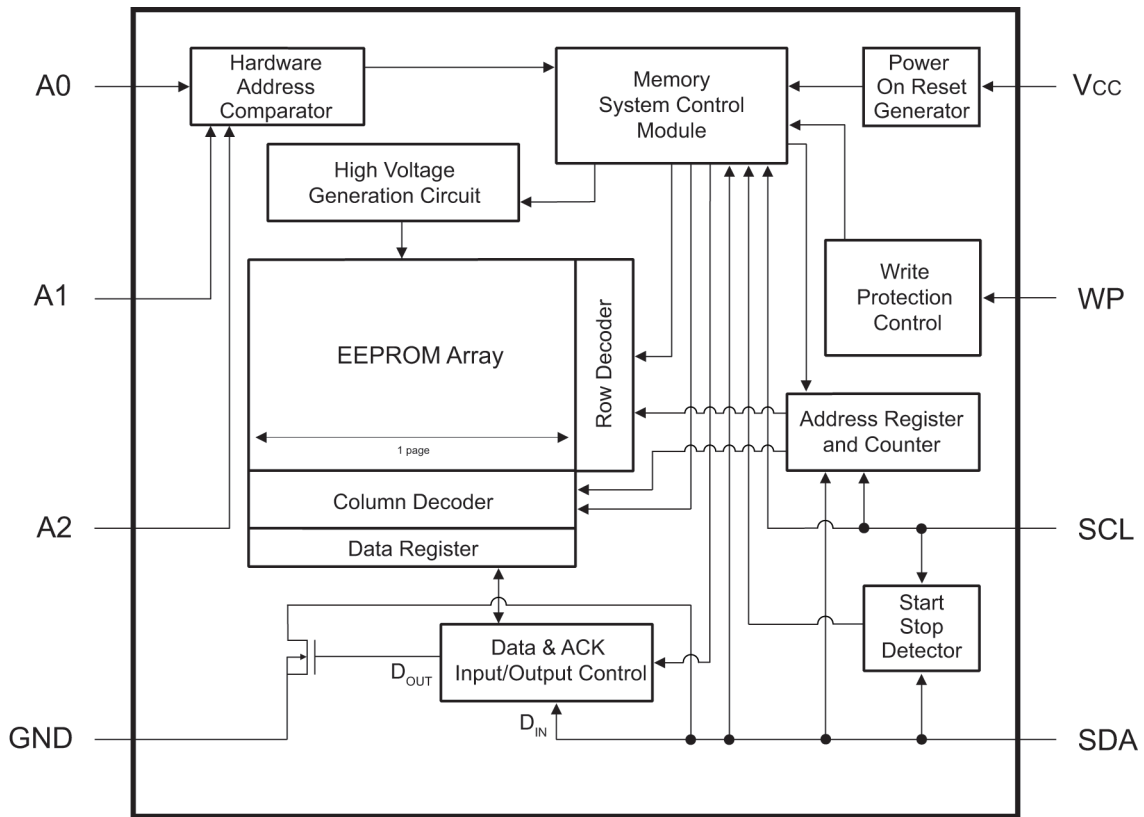 A0
Hardware
Address
Comparator
Memory
System Control
Module
Power
On Reset
Generator
VCC
High Voltage
Generation Circuit
A1
EEPROM Array
1 page
Row Decoder
Write
Protection
Control
WP
Address Register
and Counter
A2
Column Decoder
Data Register
SCL
Start
Stop
Detector
Data & ACK
Input/Output Control
DOUT
DIN
GND
SDA